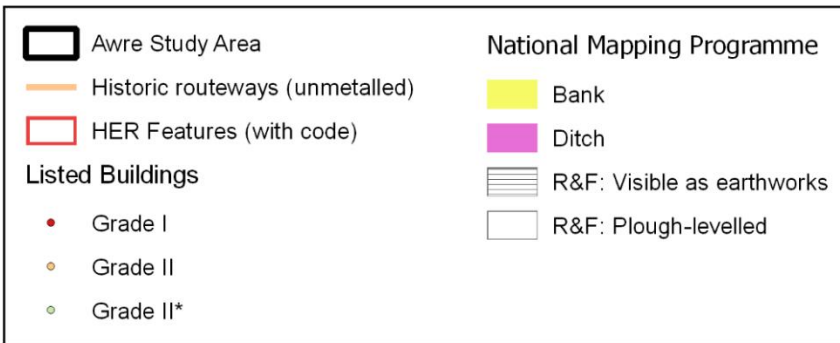 Awre Study Area
Historic routeways (unmetalled)
HER Features (with code)
Listed Buildings
Grade I
Grade II
Grade II*
National Mapping Programme
Bank
Ditch
R&F: Visible as earthworks
R&F: Plough-levelled